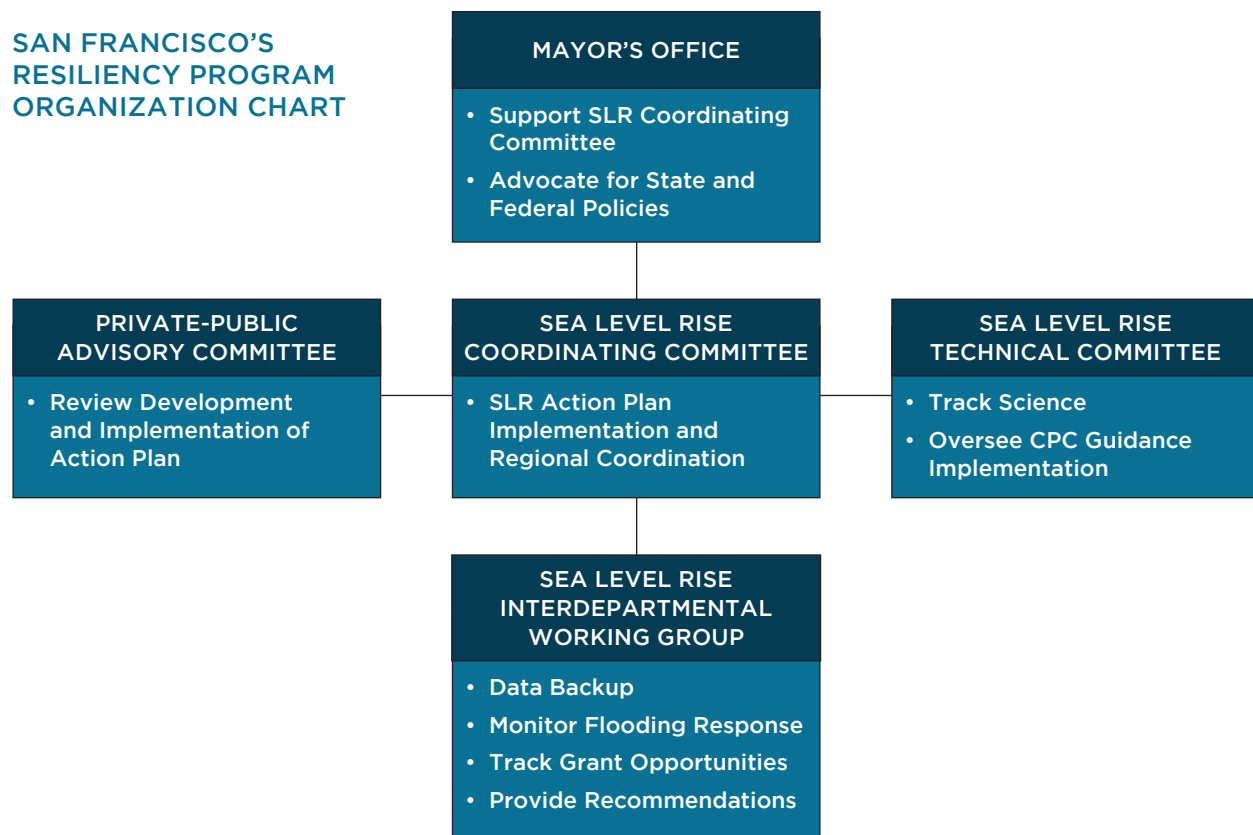 SAN FRANCISCO'S
RESILIENCY PROGRAM
ORGANIZATION CHART
MAYOR'S OFFICE
• Support SLR Coordinating
Committee
• Advocate for State and
Federal Policies
PRIVATE-PUBLIC
ADVISORY COMMITTEE
• Review Development
and Implementation of
Action Plan
SEA LEVEL RISE
COORDINATING COMMITTEE
• SLR Action Plan
Implementation and
Regional Coordination
SEA LEVEL RISE
TECHNICAL COMMITTEE
• Track Science
• Oversee CPC Guidance
Implementation
SEA LEVEL RISE
INTERDEPARTMENTAL
WORKING GROUP
• Data Backup
• Monitor Flooding Response
• Track Grant Opportunities
• Provide Recommendations